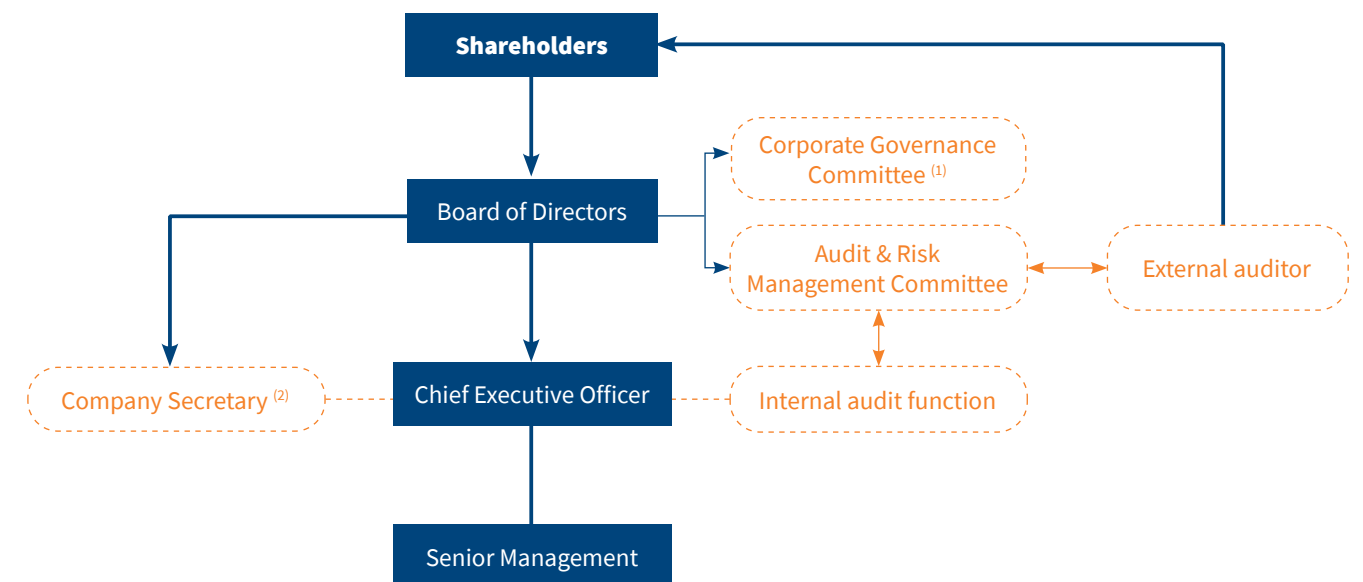 Shareholders
Corporate Governance
Committee (1)
Board of Directors
Audit & Risk
Management Committee
External auditor
Company Secretary (2)
Chief Executive Officer
Internal audit function
Senior Management